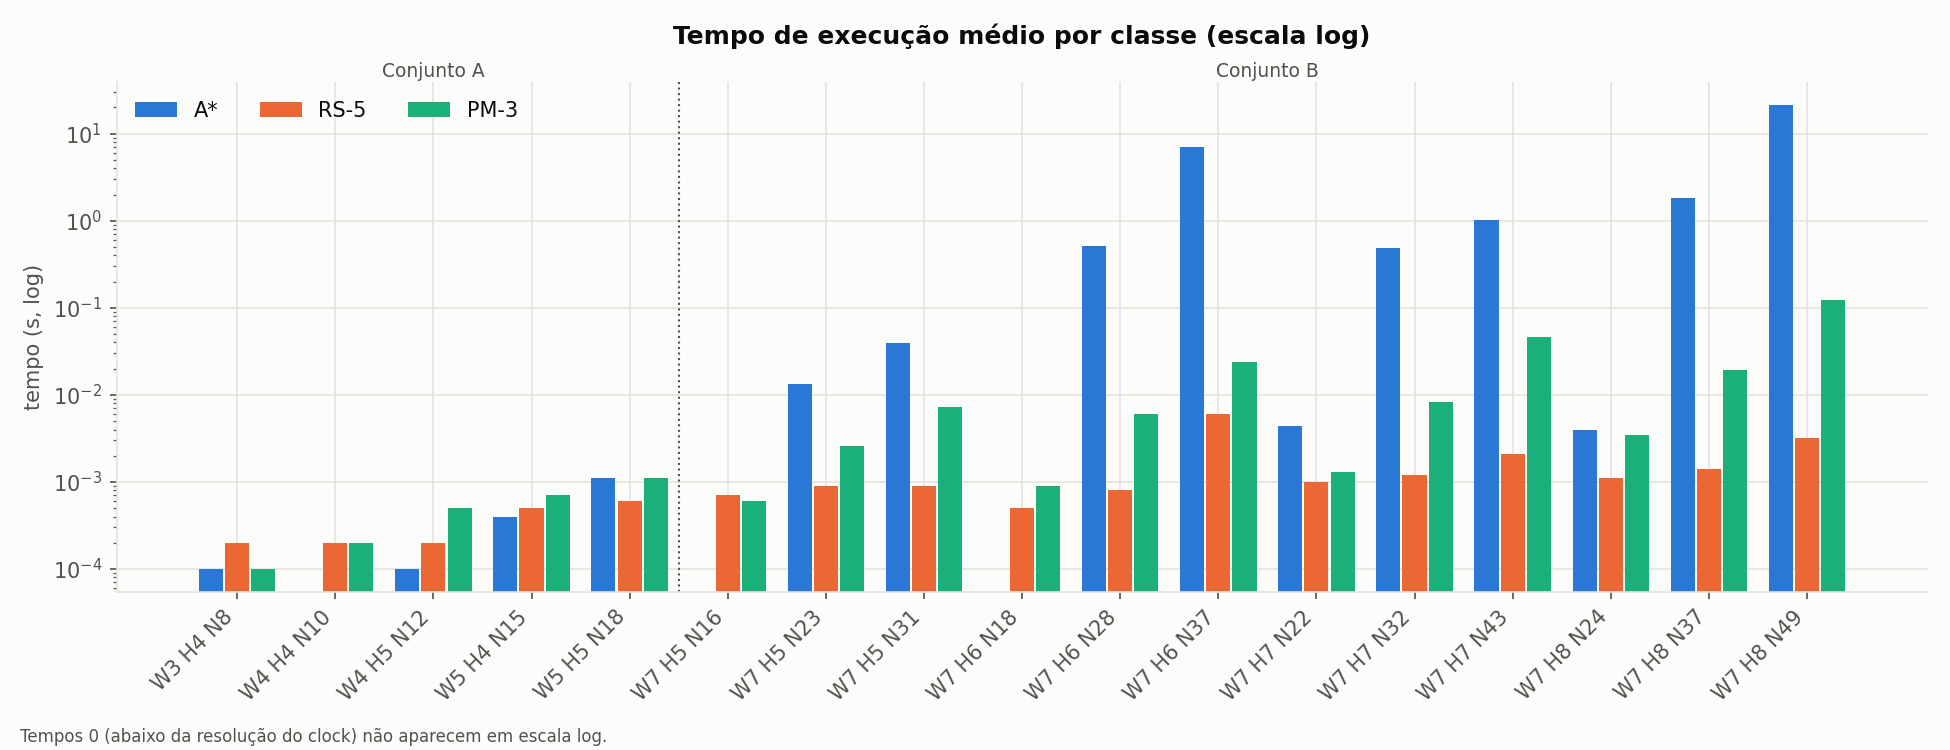 Tempo de execução médio por classe (escala log)
Conjunto A
Conjunto B
A*
RS-5
PM-3
tempo (s, log)
10¹
10⁰
10⁻¹
10⁻²
10⁻³
10⁻⁴
W3 H4 N8
W4 H4 N10
W4 H5 N12
W5 H4 N15
W5 H5 N18
W7 H5 N16
W7 H5 N23
W7 H5 N31
W7 H6 N18
W7 H6 N28
W7 H6 N37
W7 H7 N22
W7 H7 N32
W7 H7 N43
W7 H8 N24
W7 H8 N37
W7 H8 N49
Tempos 0 (abaixo da resolução do clock) não aparecem em escala log.